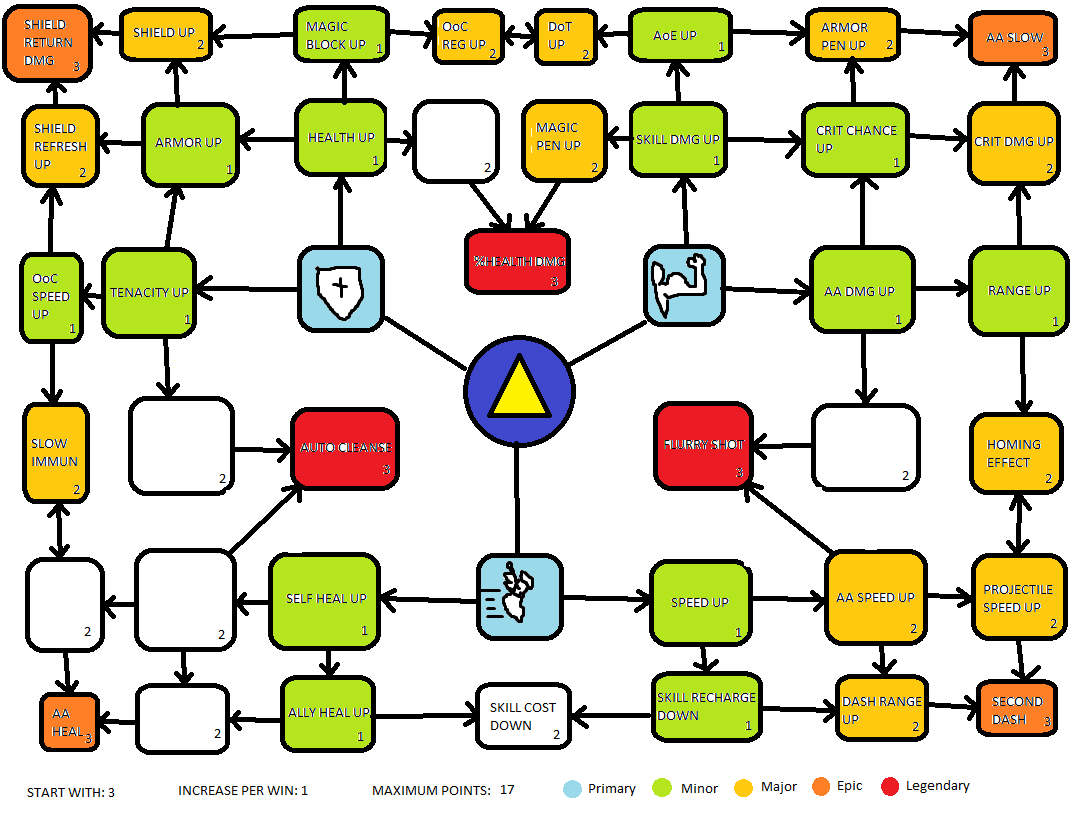 SHIELD
RETURN
DMG 3
SHIELD UP 2
MAGIC
BLOCK UP 1
OoC
REG UP 2
DoT
UP 2
AoE UP 1
ARMOR
PEN UP 2
AA SLOW 3
SHIELD
REFRESH
UP 2
ARMOR UP 1
HEALTH UP 1
2
MAGIC
PEN UP 2
SKILL DMG UP 1
CRIT CHANCE
UP 1
CRIT DMG UP 2
%HEALTH DMG 3
OoC
SPEED
UP 1
TENACITY UP 1
AA DMG UP 1
RANGE UP 1
SLOW
IMMUN 2
2
AUTO CLEANSE 3
FLURRY SHOT 3
2
HOMING
EFFECT 2
2
2
SELF HEAL UP 1
SPEED UP 1
AA SPEED UP 2
PROJECTILE
SPEED UP 2
AA
HEAL 3
2
ALLY HEAL UP 1
SKILL COST
DOWN 2
SKILL RECHARGE
DOWN 1
DASH RANGE
UP 2
SECOND
DASH 3
START WITH: 3 INCREASE PER WIN: 1 MAXIMUM POINTS: 17 Primary Minor Major Epic Legendary